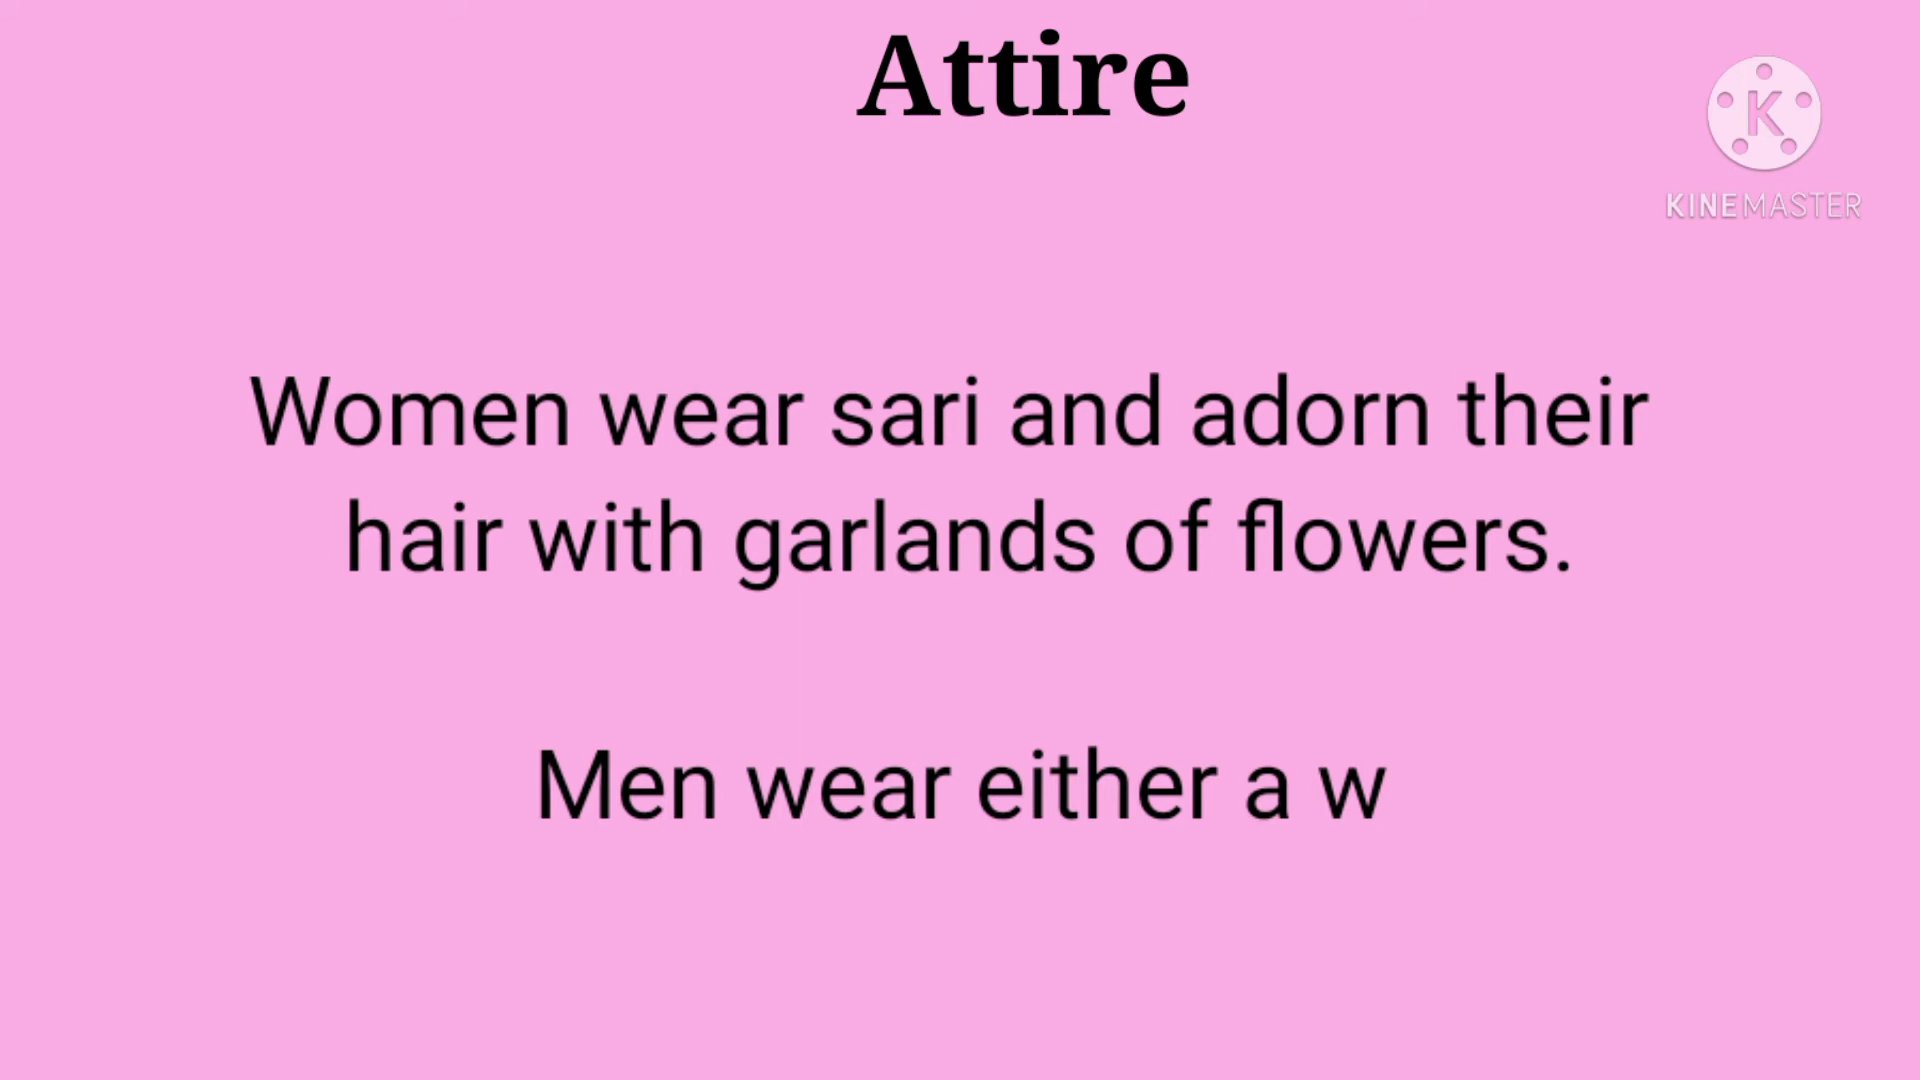 Attire
K
KINEMASTER
Women wear sari and adorn their
hair with garlands of flowers.
Men wear either a w